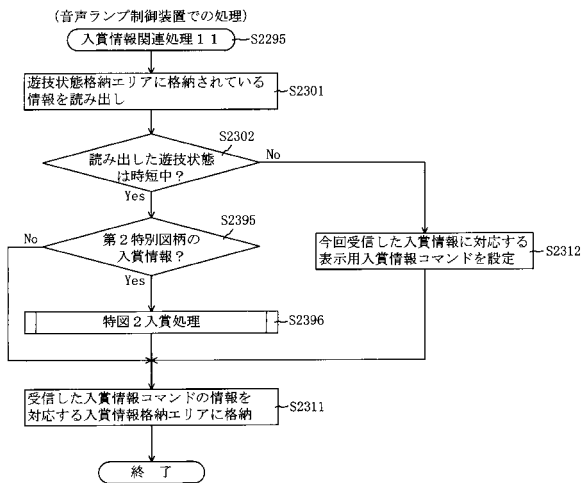 (音声ランプ制御装置での処理)
入賞情報関連処理11
S2295
遊技状態格納エリアに格納されている
情報を読み出し
S2301
S2302
読み出した遊技状態
は時短中?
No
Yes
S2395
No
第2特別図柄の
入賞情報?
Yes
今回受信した入賞情報に対応する
表示用入賞情報コマンドを設定
S2312
特図2入賞処理
S2396
受信した入賞情報コマンドの情報を
対応する入賞情報格納エリアに格納
S2311
終 了